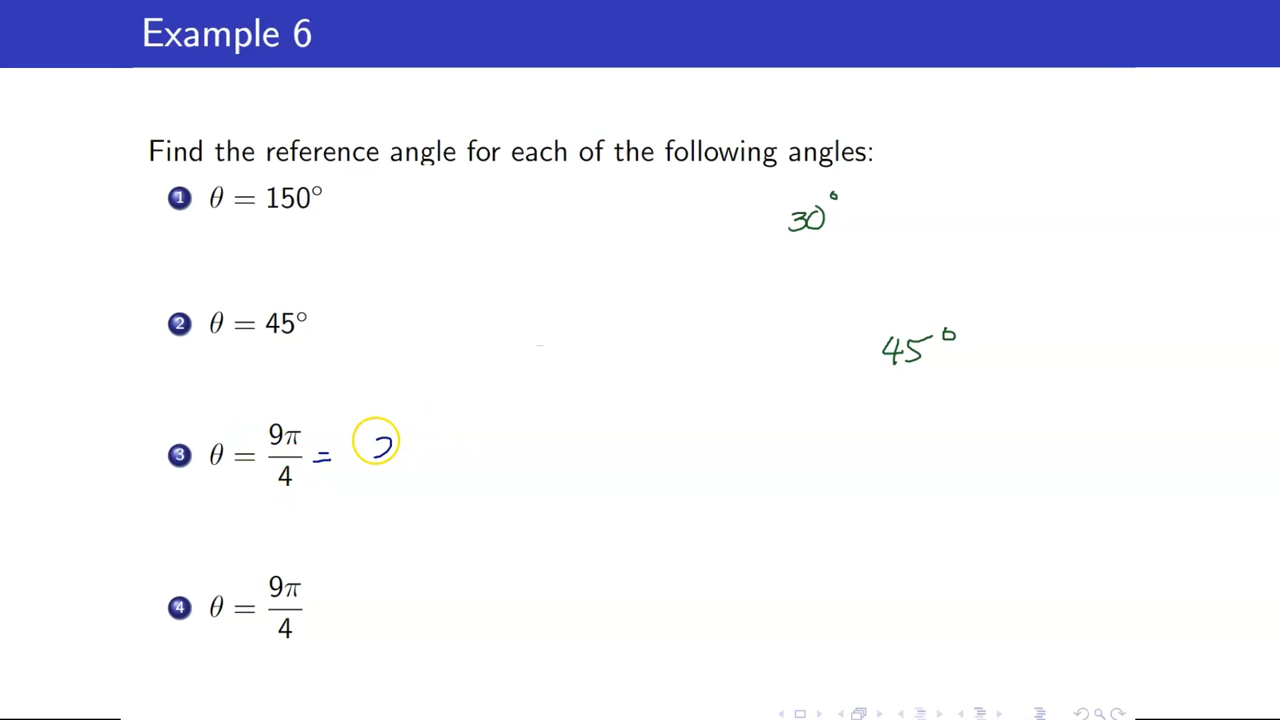 Example 6
Find the reference angle for each of the following angles:
1 θ = 150°
30°
2 θ = 45°
45°
3 θ = 9π/4 =
4 θ = 9π/4